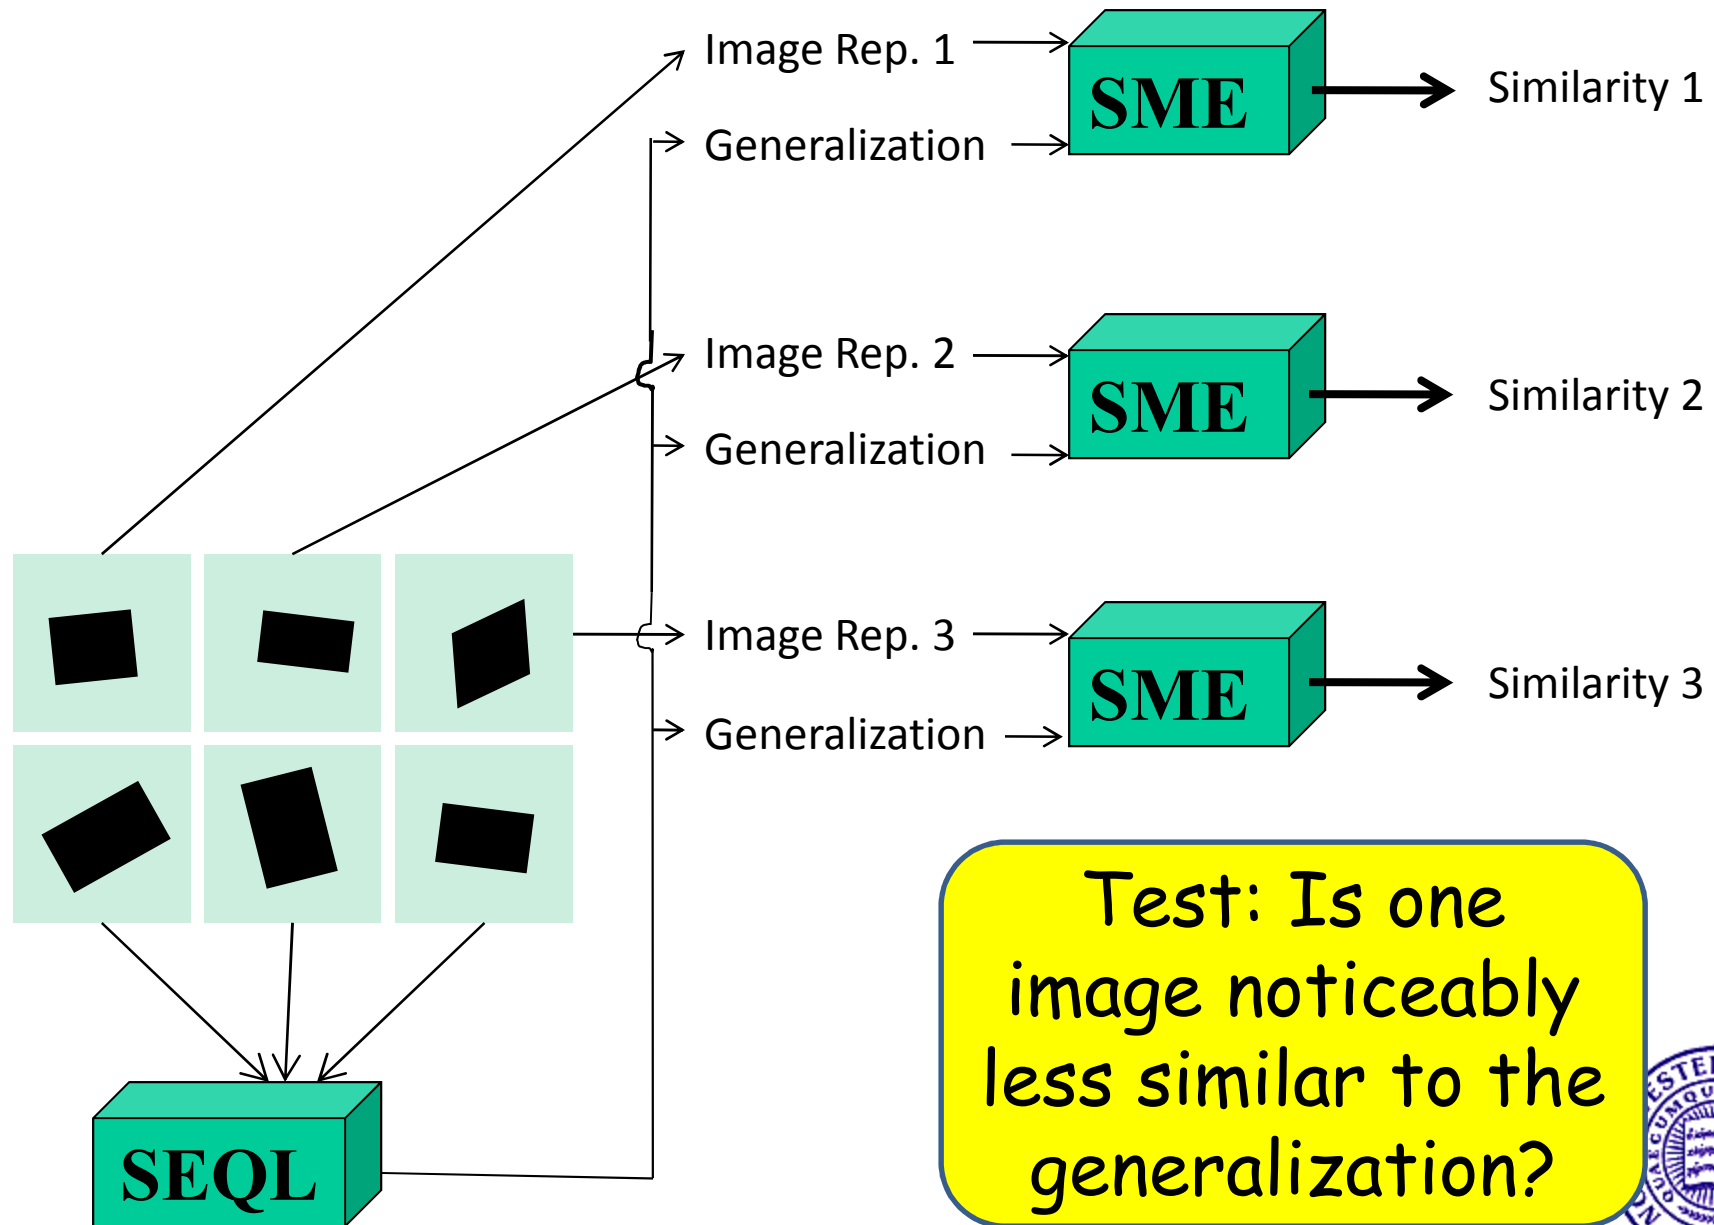 Image Rep. 1
SME
Similarity 1
Generalization
Image Rep. 2
SME
Similarity 2
Generalization
Image Rep. 3
SME
Similarity 3
Generalization
SEQL
Test: Is one
image noticeably
less similar to the
generalization?